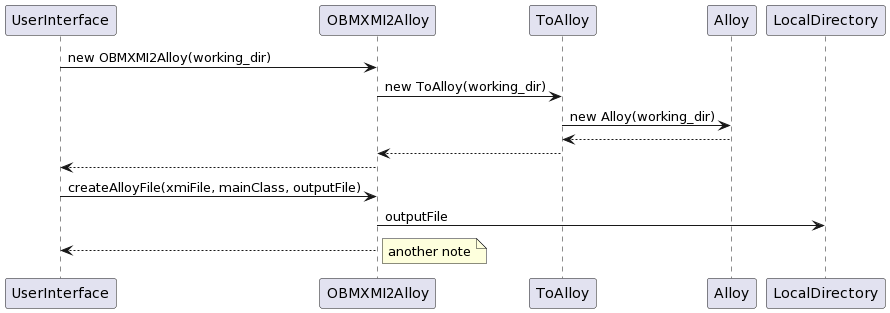 UserInterface
OBMXMI2Alloy
ToAlloy
Alloy
LocalDirectory
new OBMXMI2Alloy(working_dir)
new ToAlloy(working_dir)
new Alloy(working_dir)
createAlloyFile(xmiFile, mainClass, outputFile)
outputFile
another note
UserInterface
OBMXMI2Alloy
ToAlloy
Alloy
LocalDirectory